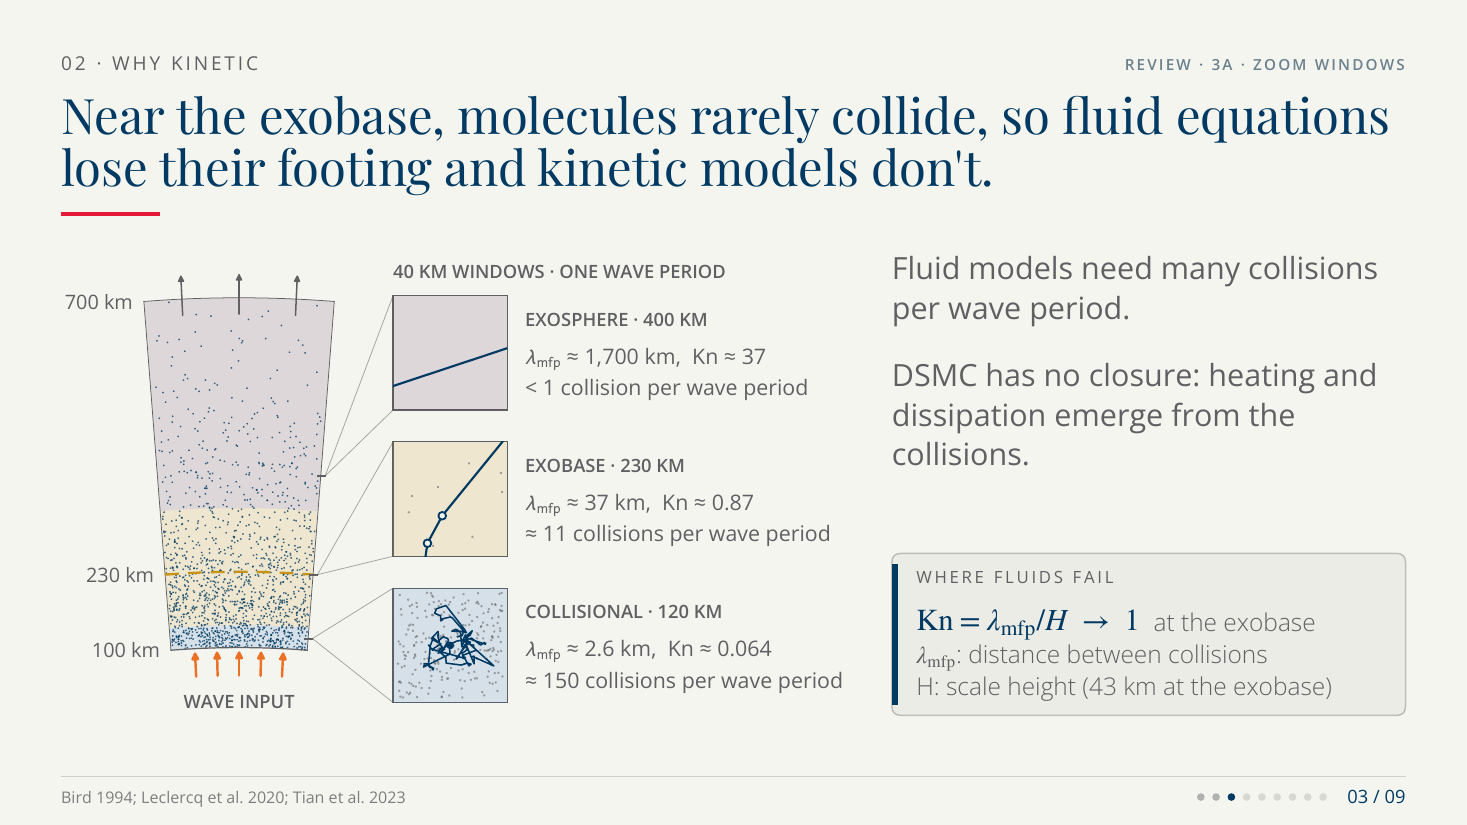 02 · WHY KINETIC
REVIEW · 3A · ZOOM WINDOWS
Near the exobase, molecules rarely collide, so fluid equations
lose their footing and kinetic models don't.
700 km
230 km
100 km
WAVE INPUT
40 KM WINDOWS · ONE WAVE PERIOD
EXOSPHERE · 400 KM
λmfp ≈ 1,700 km, Kn ≈ 37
< 1 collision per wave period
EXOBASE · 230 KM
λmfp ≈ 37 km, Kn ≈ 0.87
≈ 11 collisions per wave period
COLLISIONAL · 120 KM
λmfp ≈ 2.6 km, Kn ≈ 0.064
≈ 150 collisions per wave period
Fluid models need many collisions
per wave period.
DSMC has no closure: heating and
dissipation emerge from the
collisions.
WHERE FLUIDS FAIL
Kn = λmfp/H → 1 at the exobase
λmfp: distance between collisions
H: scale height (43 km at the exobase)
Bird 1994; Leclercq et al. 2020; Tian et al. 2023
03 / 09